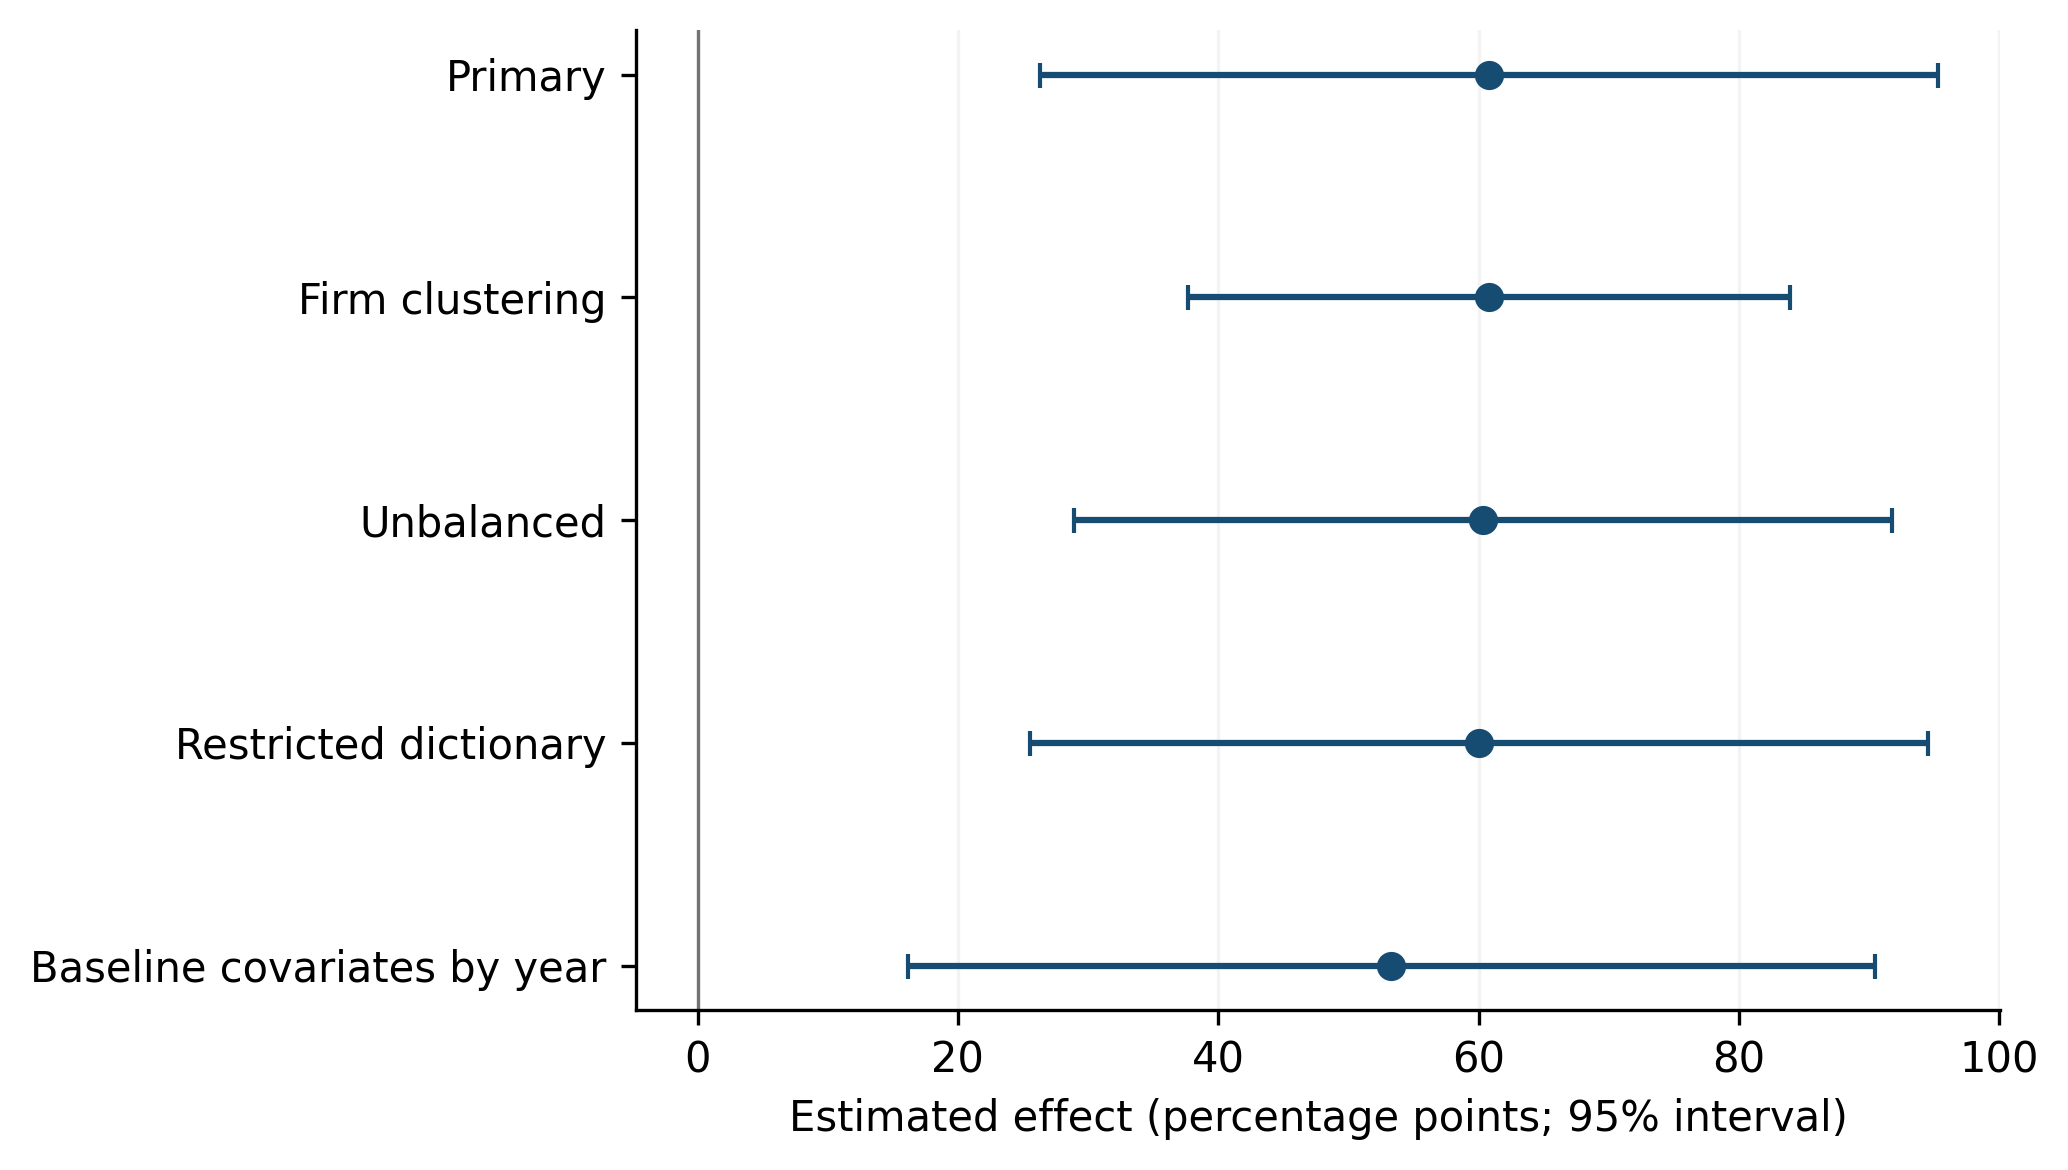 Primary
Firm clustering
Unbalanced
Restricted dictionary
Baseline covariates by year
0 20 40 60 80 100
Estimated effect (percentage points; 95% interval)